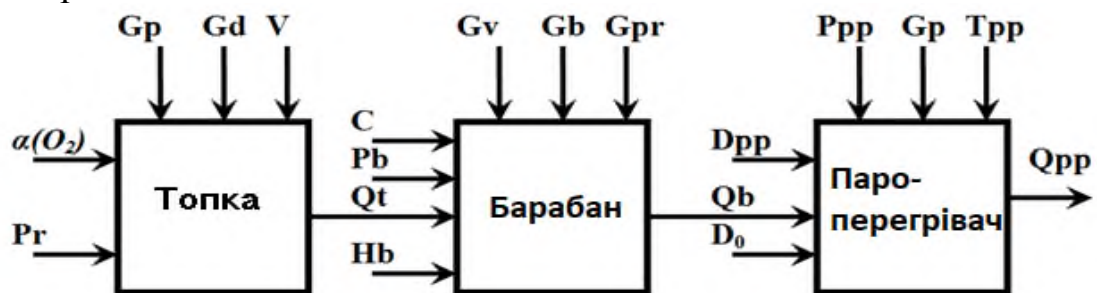 Gp Gd V Gv Gb Gpr Ppp Gp Tpp
α(O₂) C Dpp Qpp
Pb
Топка Qt Барабан Qb Паро-
перегрівач
Pr Hb D₀